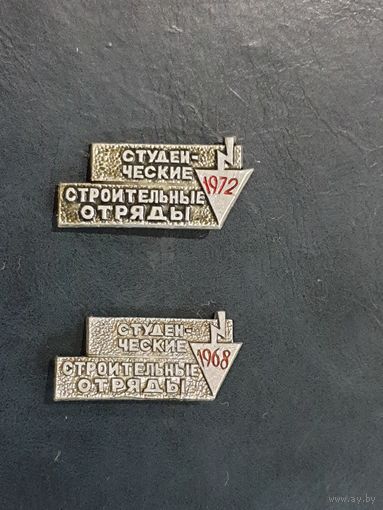 СТУДЕН-
ЧЕСКИЕ
1972
СТРОИТЕЛЬНЫЕ
ОТРЯДЫ
СТУДЕН-
ЧЕСКИЕ
1968
СТРОИТЕЛЬНЫЕ
ОТРЯДЫ
www.ay.by